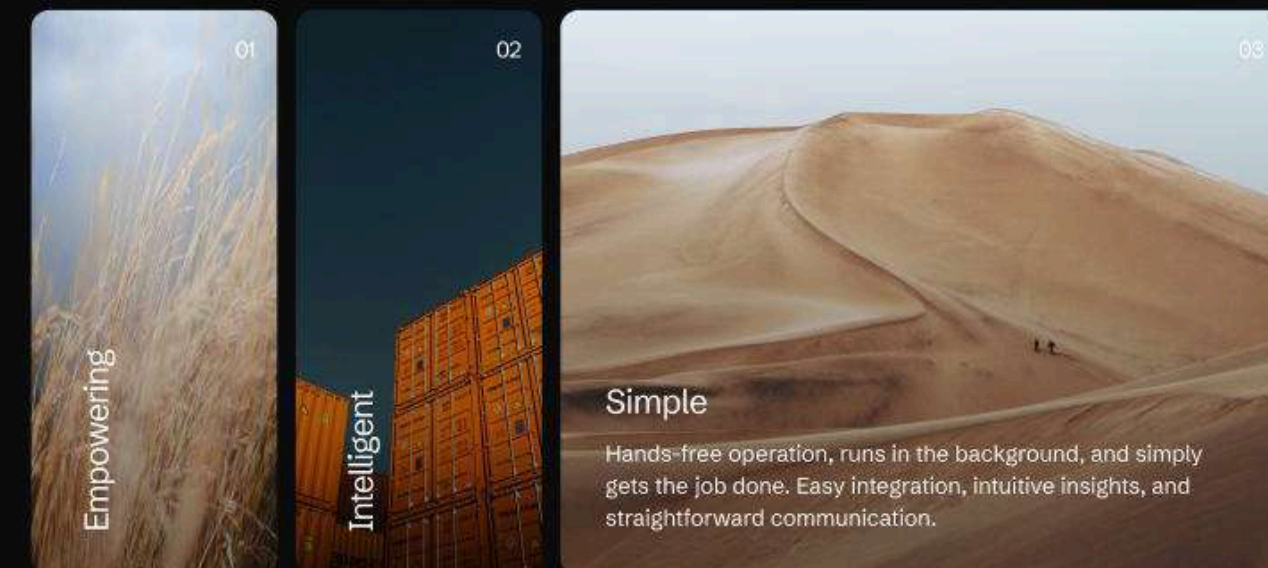 01
Empowering
02
Intelligent
03
Simple
Hands-free operation, runs in the background, and simply
gets the job done. Easy integration, intuitive insights, and
straightforward communication.